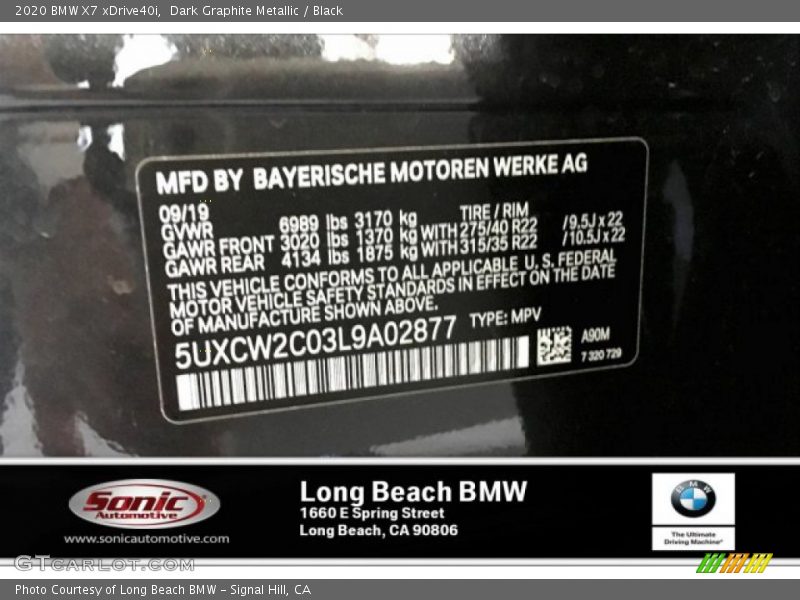 2020 BMW X7 xDrive40i, Dark Graphite Metallic / Black
MFD BY BAYERISCHE MOTOREN WERKE AG
09/19 TIRE / RIM
GVWR 6989 lbs 3170 kg
GAWR FRONT 3020 lbs 1370 kg WITH 275/40 R22 /9.5J x 22
GAWR REAR 4134 lbs 1875 kg WITH 315/35 R22 /10.5J x 22
THIS VEHICLE CONFORMS TO ALL APPLICABLE U. S. FEDERAL
MOTOR VEHICLE SAFETY STANDARDS IN EFFECT ON THE DATE
OF MANUFACTURE SHOWN ABOVE.
5UXCW2C03L9A02877 TYPE: MPV
A90M
7 320 729
Sonic
Automotive
www.sonicautomotive.com
Long Beach BMW
1660 E Spring Street
Long Beach, CA 90806
BMW
The Ultimate
Driving Machine®
GTCarLot.com
Photo Courtesy of Long Beach BMW - Signal Hill, CA